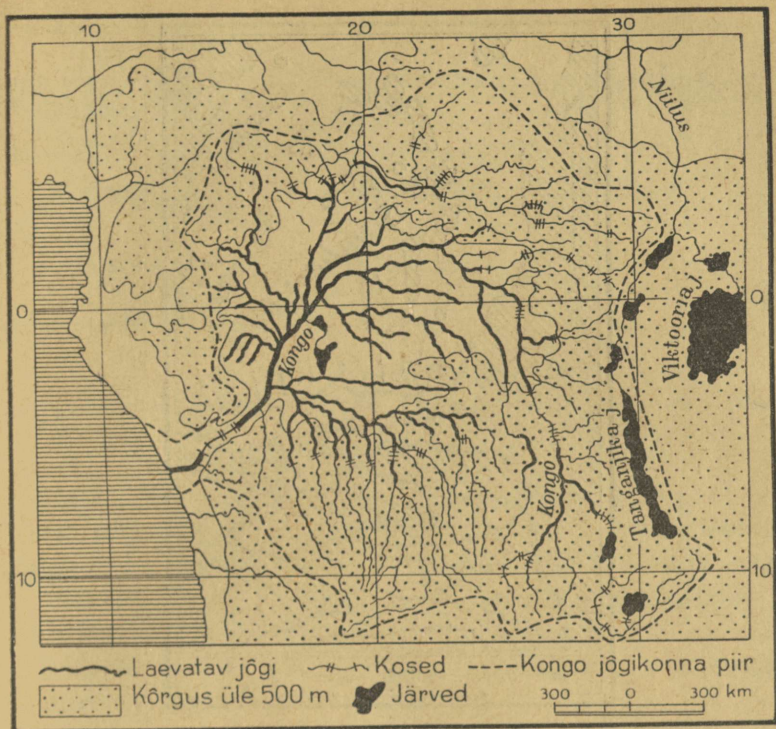 10 20 30
Niilus
0 0
Viktooria j.
Kongo
Tanganjika j.
Kongo
10 10
Laevatav jõgi Kosed Kongo jõgikonna piir
Kõrgus üle 500 m Järved 300 0 300 km